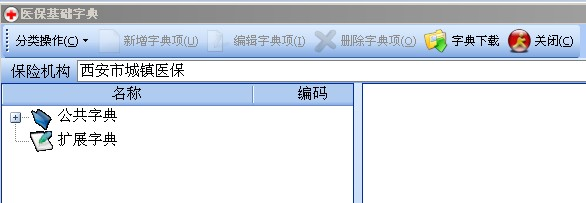 医保基础字典
分类操作(C) 新增字典项(U) 编辑字典项(I) 删除字典项(O) 字典下载 关闭(C)
保险机构 西安市城镇医保
名称 编码
公共字典
扩展字典